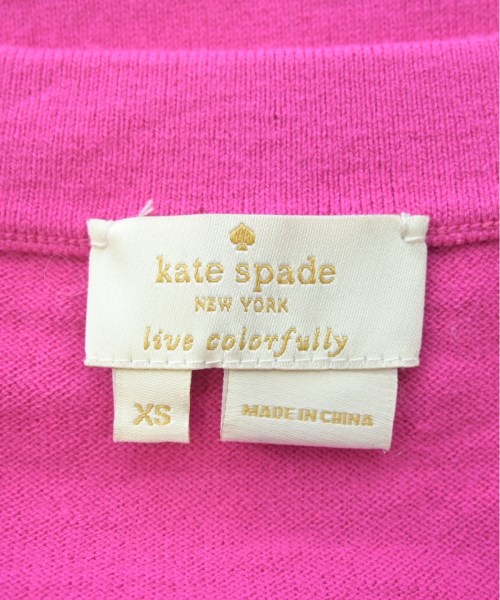 kate spade
NEW YORK
live colorfully
XS
MADE IN CHINA